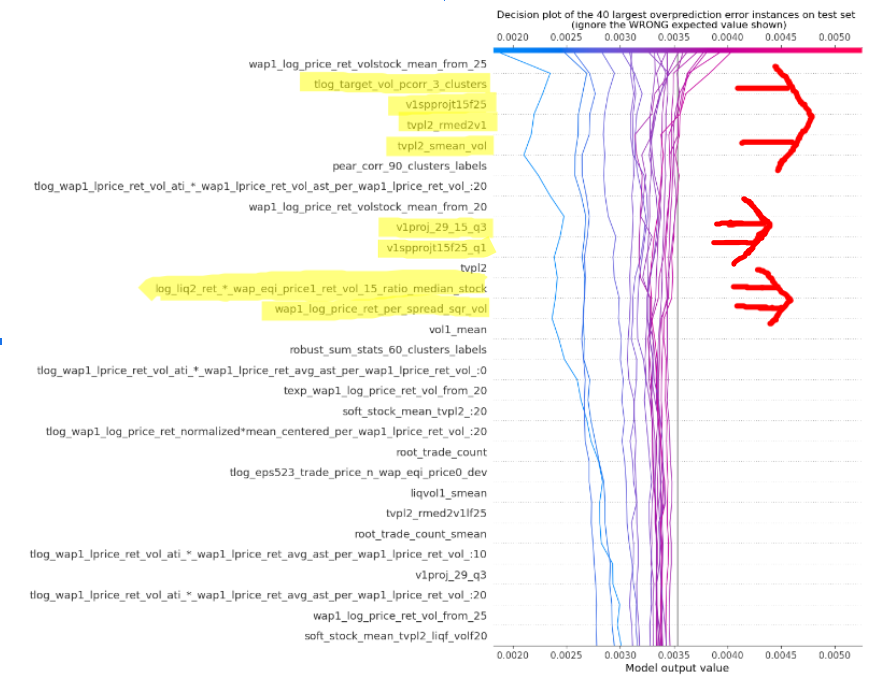 Decision plot of the 40 largest overprediction error instances on test set
(ignore the WRONG expected value shown)
0.0020 0.0025 0.0030 0.0035 0.0040 0.0045 0.0050
wap1_log_price_ret_volstock_mean_from_25
tlog_target_vol_pcorr_3_clusters
v1spprojt15f25
tvpl2_rmed2v1
tvpl2_smean_vol
pear_corr_90_clusters_labels
tlog_wap1_lprice_ret_vol_ati_*_wap1_lprice_ret_vol_ast_per_wap1_lprice_ret_vol_:20
wap1_log_price_ret_volstock_mean_from_20
v1proj_29_15_q3
v1spprojt15f25_q1
tvpl2
log_liq2_ret_*_wap_eqi_price1_ret_vol_15_ratio_median_stock
wap1_log_price_ret_per_spread_sqr_vol
vol1_mean
robust_sum_stats_60_clusters_labels
tlog_wap1_lprice_ret_vol_ati_*_wap1_lprice_ret_avg_ast_per_wap1_lprice_ret_vol_:0
texp_wap1_log_price_ret_vol_from_20
soft_stock_mean_tvpl2_:20
tlog_wap1_log_price_ret_normalized*mean_centered_per_wap1_lprice_ret_vol_:20
root_trade_count
tlog_eps523_trade_price_n_wap_eqi_price0_dev
liqvol1_smean
tvpl2_rmed2v1lf25
root_trade_count_smean
tlog_wap1_lprice_ret_vol_ati_*_wap1_lprice_ret_avg_ast_per_wap1_lprice_ret_vol_:10
v1proj_29_q3
tlog_wap1_lprice_ret_vol_ati_*_wap1_lprice_ret_avg_ast_per_wap1_lprice_ret_vol_:20
wap1_log_price_ret_vol_from_25
soft_stock_mean_tvpl2_liqf_volf20
0.0020 0.0025 0.0030 0.0035 0.0040 0.0045 0.0050
Model output value